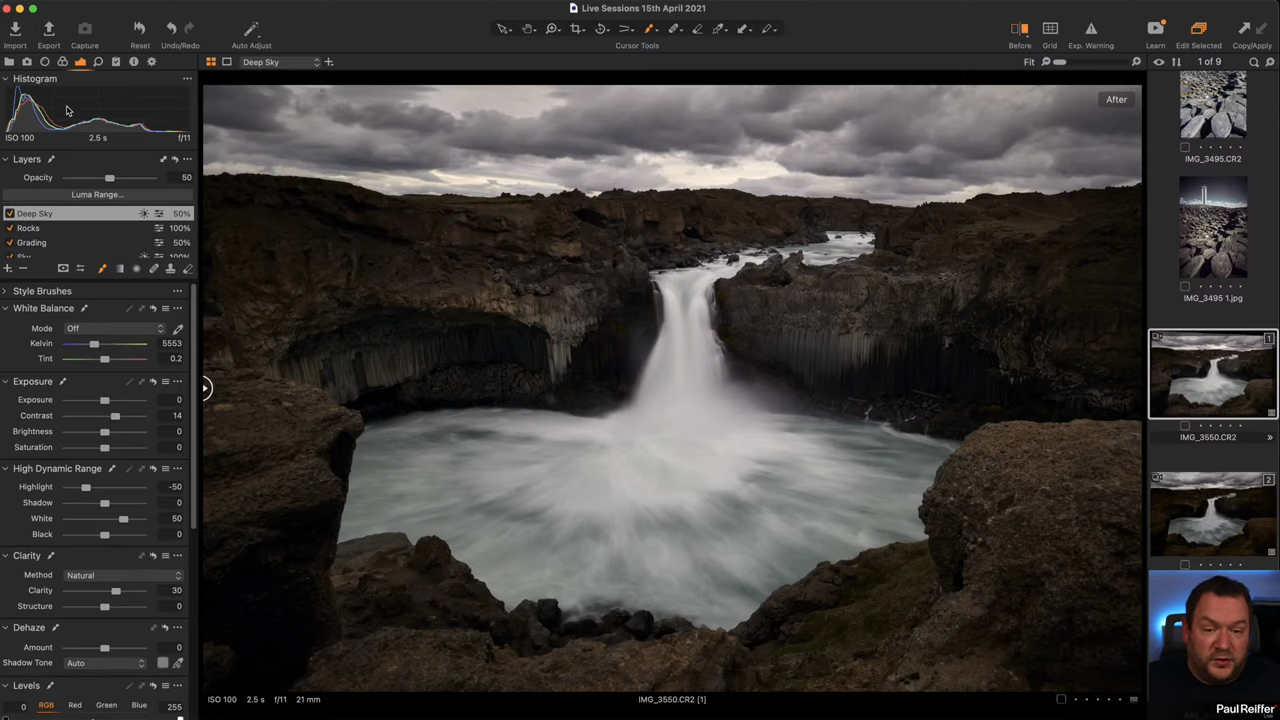 Live Sessions 15th April 2021
Import Export Capture Reset Undo/Redo Auto Adjust Cursor Tools Before Grid Exp. Warning Learn Edit Selected Copy/Apply
Deep Sky
Fit
1 of 9
Histogram
ISO 100 2.5 s f/11
Layers
Opacity 50
Luma Range...
Deep Sky 50%
Rocks 100%
Grading 50%
Style Brushes
White Balance
Mode Off
Kelvin 5553
Tint 0.2
Exposure
Exposure 0
Contrast 14
Brightness 0
Saturation 0
High Dynamic Range
Highlight -50
Shadow 0
White 50
Black 0
Clarity
Method Natural
Clarity 30
Structure 0
Dehaze
Amount 0
Shadow Tone Auto
Levels
0 RGB Red Green Blue 255
After
ISO 100 2.5 s f/11 21 mm
IMG_3550.CR2 [1]
IMG_3495.CR2
IMG_3495 1.jpg
1
IMG_3550.CR2
2
Paul Reiffer
Live